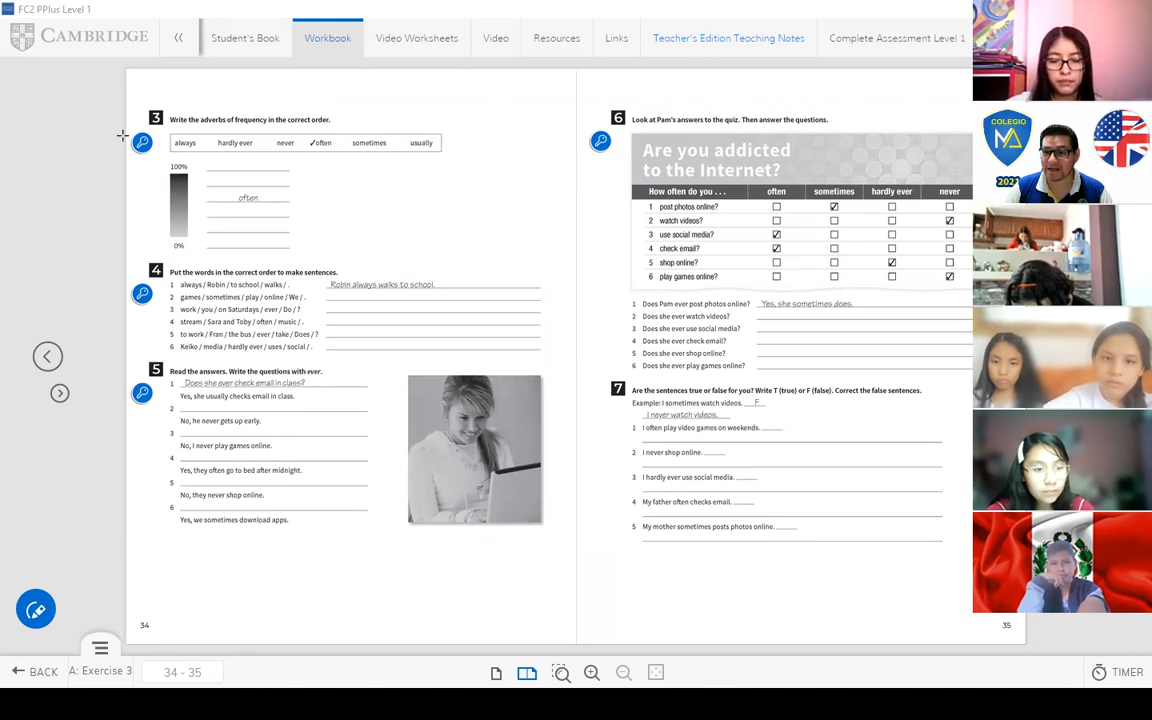 FC2 PPlus Level 1
CAMBRIDGE
Student's Book
Workbook
Video Worksheets
Video
Resources
Links
Teacher's Edition Teaching Notes
Complete Assessment Level 1
3 Write the adverbs of frequency in the correct order.
always hardly ever never ✓often sometimes usually
100%
often
0%
4 Put the words in the correct order to make sentences.
1 always / Robin / to school / walks / . Robin always walks to school.
2 games / sometimes / play / online / We / .
3 work / you / on Saturdays / ever / Do / ?
4 stream / Sara and Toby / often / music / .
5 to work / Fran / the bus / ever / take / Does / ?
6 Keiko / media / hardly ever / uses / social / .
5 Read the answers. Write the questions with ever.
1 Does she ever check email in class?
Yes, she usually checks email in class.
2
No, he never gets up early.
3
No, I never play games online.
4
Yes, they often go to bed after midnight.
5
No, they never shop online.
6
Yes, we sometimes download apps.
34
6 Look at Pam's answers to the quiz. Then answer the questions.
Are you addicted
to the Internet?
How often do you . . . often sometimes hardly ever never
1 post photos online?
2 watch videos?
3 use social media?
4 check email?
5 shop online?
6 play games online?
1 Does Pam ever post photos online? Yes, she sometimes does.
2 Does she ever watch videos?
3 Does she ever use social media?
4 Does she ever check email?
5 Does she ever shop online?
6 Does she ever play games online?
7 Are the sentences true or false for you? Write T (true) or F (false). Correct the false sentences.
Example: I sometimes watch videos. F
I never watch videos.
1 I often play video games on weekends.
2 I never shop online.
3 I hardly ever use social media.
4 My father often checks email.
5 My mother sometimes posts photos online.
35
COLEGIO
MA
2021
BACK
A: Exercise 3
34 - 35
TIMER